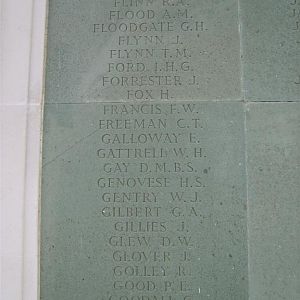 FLINN R.A.
FLOOD A.M.
FLOODGATE G.H.
FLYNN J.
FLYNN T.M.
FORD. I.H.G.
FORRESTER J.
FOX H.
FRANCIS F.W.
FREEMAN C.T.
GALLOWAY E.
GATTRELL W.H.
GAY D.M.B.S.
GENOVESE H.S.
GENTRY W.J.
GILBERT G.A.
GILLIES J.
GLEW D.W.
GLOVER J.
GOLLEY R.
GOOD P.E.